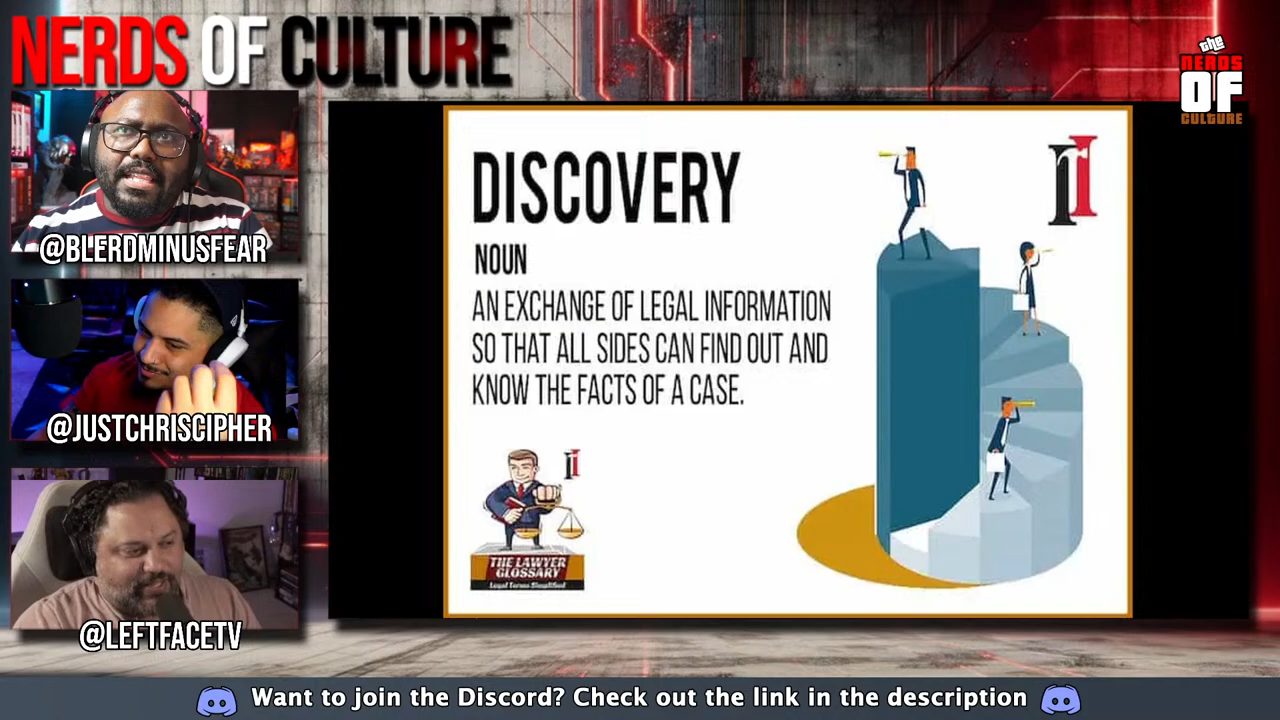 NERDS OF CULTURE
the
NERDS
OF
CULTURE
@BLERDMINUSFEAR
@JUSTCHRISCIPHER
@LEFTFACETV
DISCOVERY
NOUN
AN EXCHANGE OF LEGAL INFORMATION
SO THAT ALL SIDES CAN FIND OUT AND
KNOW THE FACTS OF A CASE.
THE LAWYER
GLOSSARY
Legal Terms Simplified
Want to join the Discord? Check out the link in the description